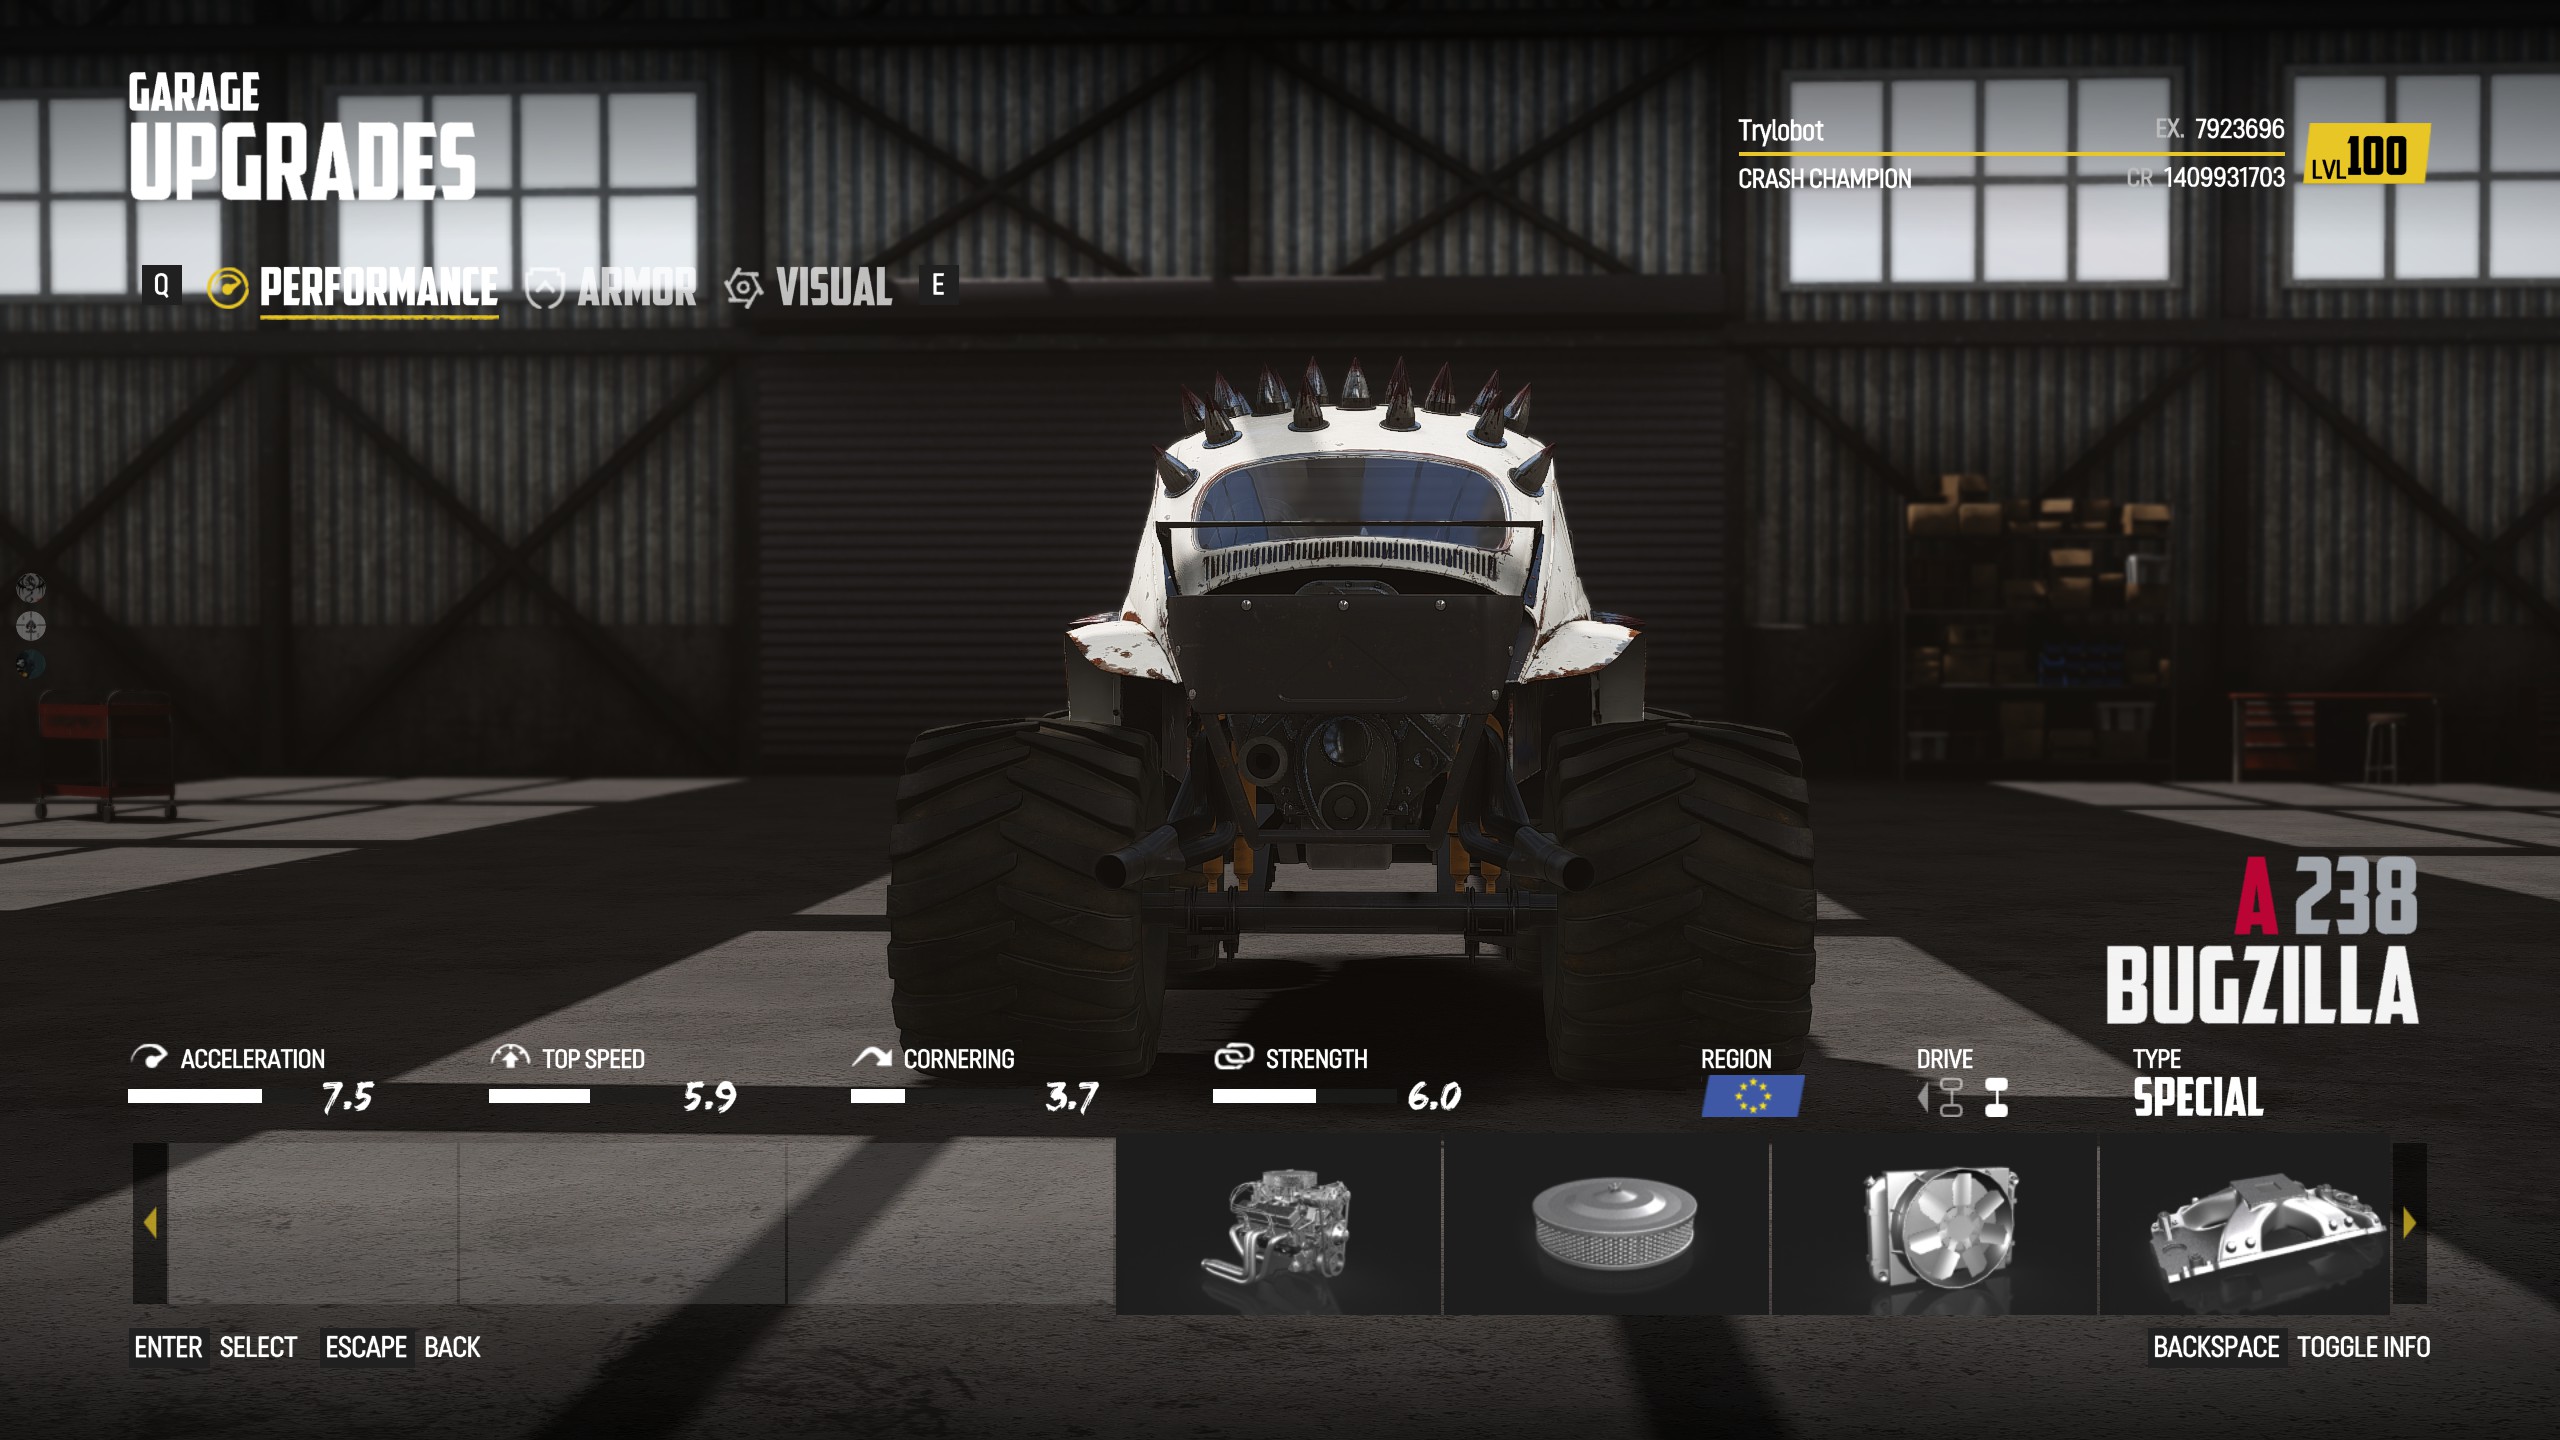 GARAGE
UPGRADES
Trylobot EX. 7923696
CRASH CHAMPION CR 1409931703
LVL 100
Q PERFORMANCE ARMOR VISUAL E
A 238
BUGZILLA
ACCELERATION 7.5
TOP SPEED 5.9
CORNERING 3.7
STRENGTH 6.0
REGION
DRIVE
TYPE
SPECIAL
ENTER SELECT ESCAPE BACK
BACKSPACE TOGGLE INFO